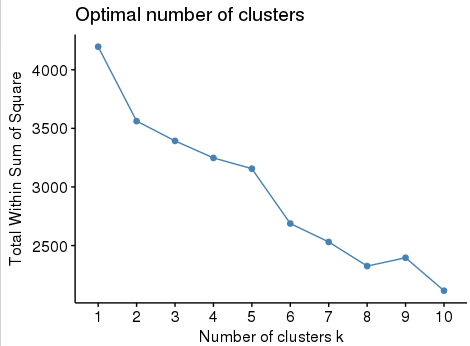 Optimal number of clusters
Total Within Sum of Square
4000
3500
3000
2500
1 2 3 4 5 6 7 8 9 10
Number of clusters k